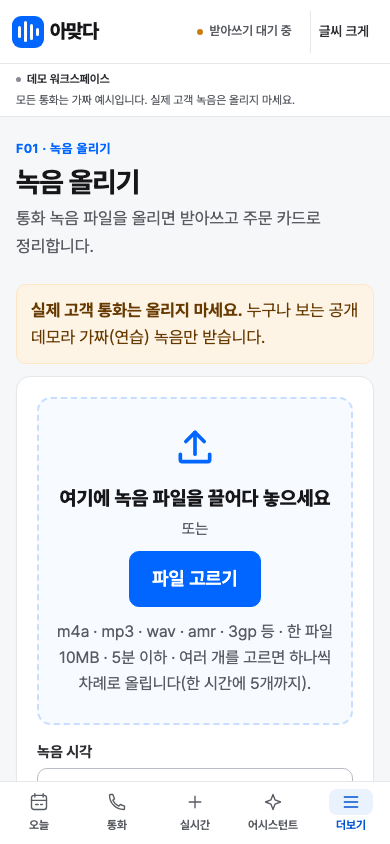 아맞다
받아쓰기 대기 중
글씨 크게
데모 워크스페이스
모든 통화는 가짜 예시입니다. 실제 고객 녹음은 올리지 마세요.
F01 · 녹음 올리기
녹음 올리기
통화 녹음 파일을 올리면 받아쓰고 주문 카드로
정리합니다.
실제 고객 통화는 올리지 마세요. 누구나 보는 공개
데모라 가짜(연습) 녹음만 받습니다.
여기에 녹음 파일을 끌어다 놓으세요
또는
파일 고르기
m4a · mp3 · wav · amr · 3gp 등 · 한 파일
10MB · 5분 이하 · 여러 개를 고르면 하나씩
차례로 올립니다(한 시간에 5개까지).
녹음 시각
오늘
통화
실시간
어시스턴트
더보기